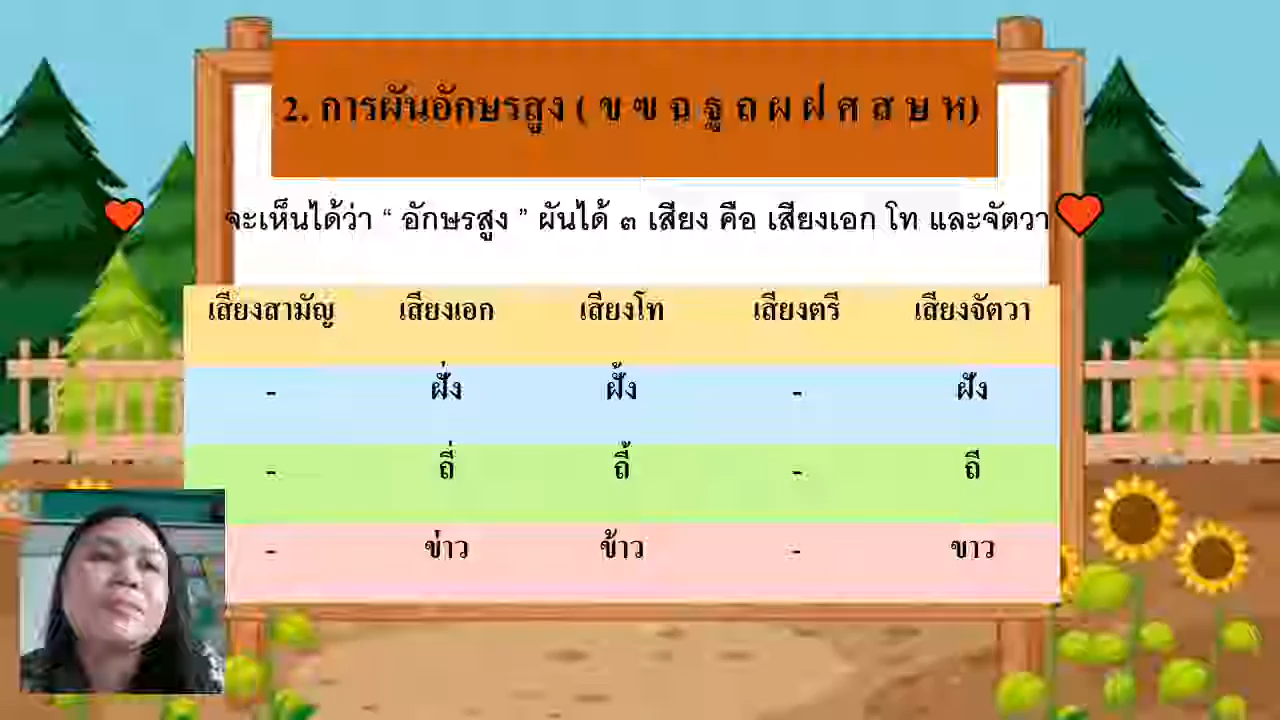 2. การผันอักษรสูง ( ข ฃ ฉ ฐ ถ ผ ฝ ศ ส ษ ห)
จะเห็นได้ว่า “ อักษรสูง ” ผันได้ ๓ เสียง คือ เสียงเอก โท และจัตวา
เสียงสามัญ เสียงเอก เสียงโท เสียงตรี เสียงจัตวา
- ฝั่ง ฝั้ง - ฝัง
- ถี่ ถี้ - ถี
- ข่าว ข้าว - ขาว